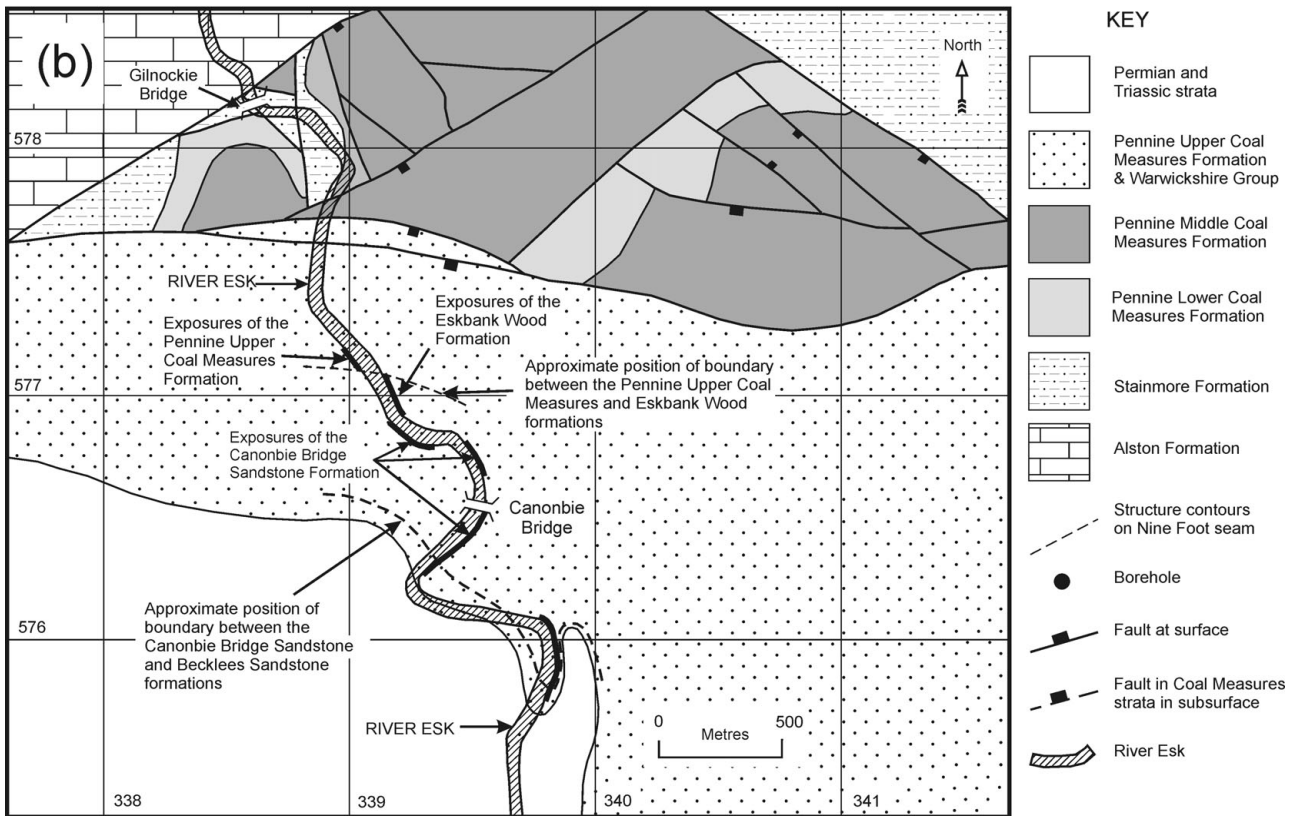 (b)
Gilnockie
Bridge
North
578
RIVER ESK
Exposures of the
Pennine Upper
Coal Measures
Formation
Exposures of the
Eskbank Wood
Formation
Approximate position of boundary
between the Pennine Upper Coal
Measures and Eskbank Wood
formations
577
Exposures of the
Canonbie Bridge
Sandstone Formation
Canonbie
Bridge
Approximate position of
boundary between the
Canonbie Bridge Sandstone
and Becklees Sandstone
formations
576
RIVER ESK
0 500
Metres
338 339 340 341
KEY
Permian and
Triassic strata
Pennine Upper Coal
Measures Formation
& Warwickshire Group
Pennine Middle Coal
Measures Formation
Pennine Lower Coal
Measures Formation
Stainmore Formation
Alston Formation
Structure contours
on Nine Foot seam
Borehole
Fault at surface
Fault in Coal Measures
strata in subsurface
River Esk